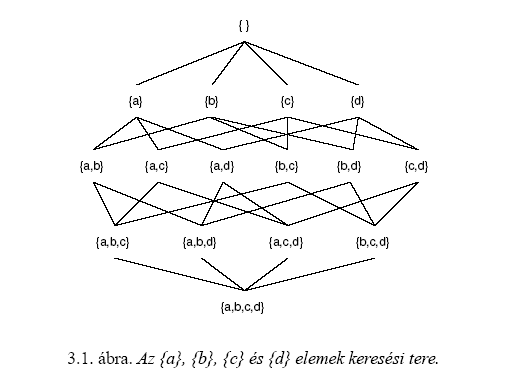 { }
{a} {b} {c} {d}
{a,b} {a,c} {a,d} {b,c} {b,d} {c,d}
{a,b,c} {a,b,d} {a,c,d} {b,c,d}
{a,b,c,d}
3.1. ábra. Az {a}, {b}, {c} és {d} elemek keresési tere.